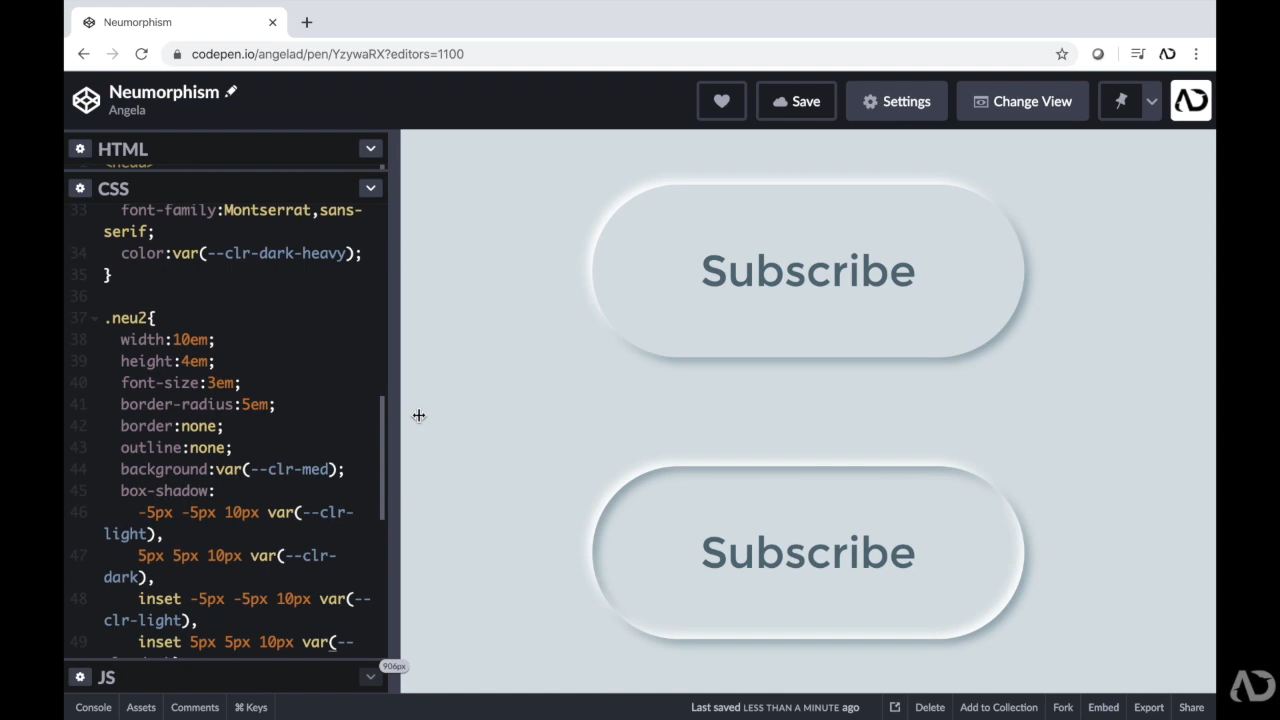 Neumorphism
codepen.io/angelad/pen/YzywaRX?editors=1100
Neumorphism
Angela
Save
Settings
Change View
HTML
CSS
33 font-family:Montserrat,sans-
serif;
34 color:var(--clr-dark-heavy);
35 }
36
37 .neu2{
38 width:10em;
39 height:4em;
40 font-size:3em;
41 border-radius:5em;
42 border:none;
43 outline:none;
44 background:var(--clr-med);
45 box-shadow:
46 -5px -5px 10px var(--clr-
light),
47 5px 5px 10px var(--clr-
dark),
48 inset -5px -5px 10px var(--
clr-light),
49 inset 5px 5px 10px var(--
906px
JS
Subscribe
Subscribe
Console Assets Comments ⌘ Keys
Last saved LESS THAN A MINUTE ago Delete Add to Collection Fork Embed Export Share